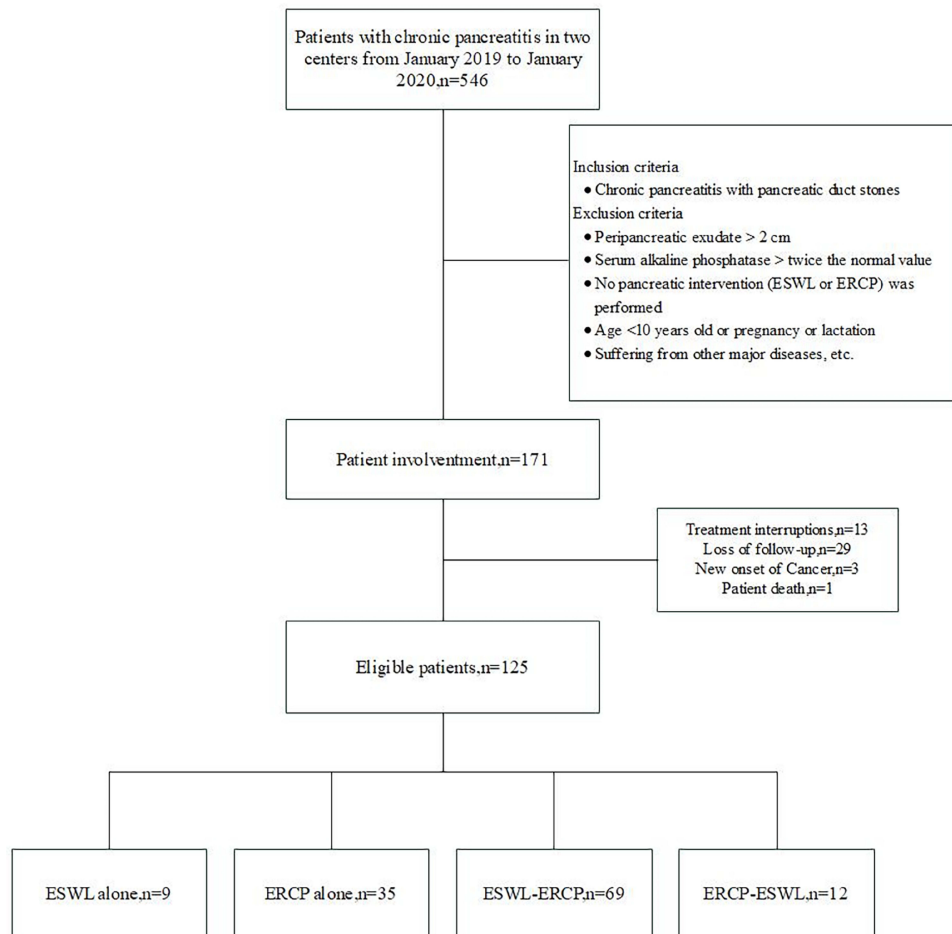 Patients with chronic pancreatitis in two
centers from January 2019 to January
2020,n=546
Inclusion criteria
● Chronic pancreatitis with pancreatic duct stones
Exclusion criteria
● Peripancreatic exudate > 2 cm
● Serum alkaline phosphatase > twice the normal value
● No pancreatic intervention (ESWL or ERCP) was
performed
● Age <10 years old or pregnancy or lactation
● Suffering from other major diseases, etc.
Patient involventment,n=171
Treatment interruptions,n=13
Loss of follow-up,n=29
New onset of Cancer,n=3
Patient death,n=1
Eligible patients,n=125
ESWL alone,n=9
ERCP alone,n=35
ESWL-ERCP,n=69
ERCP-ESWL,n=12